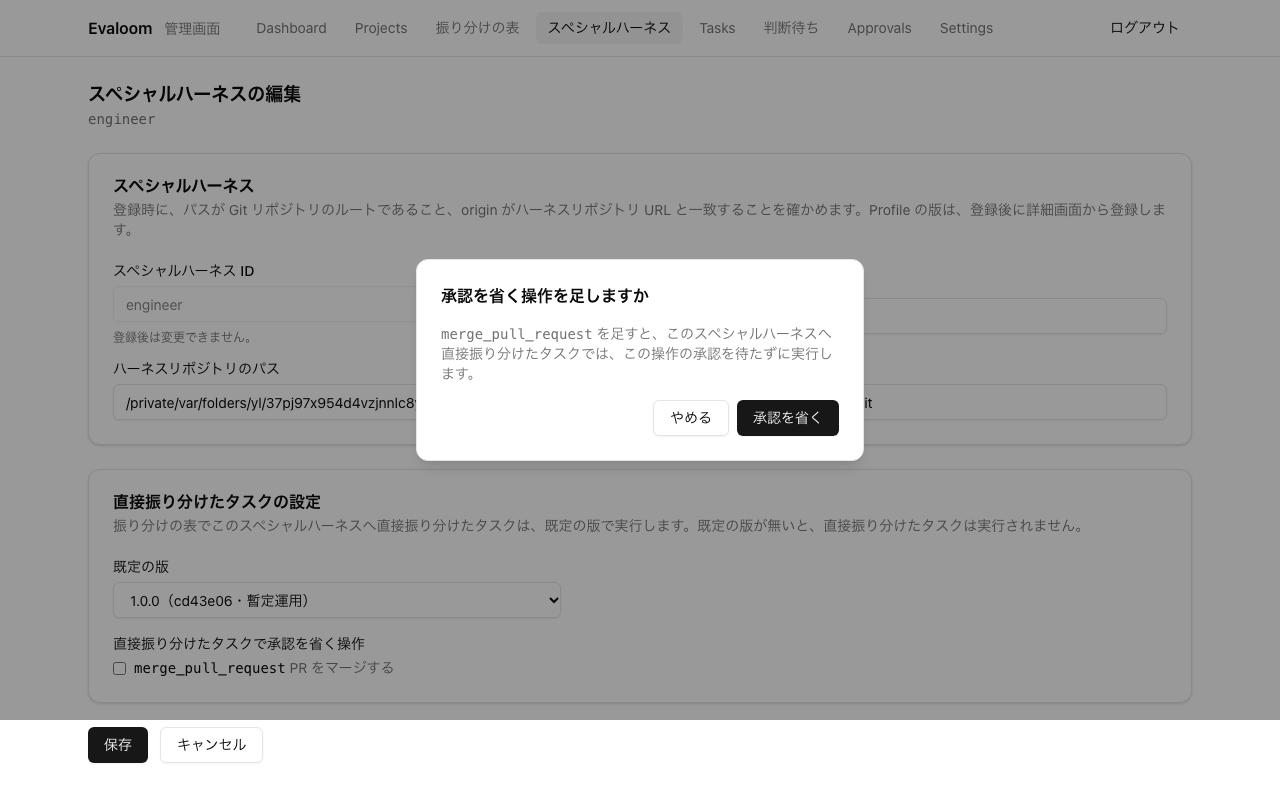 Evaloom 管理画面 Dashboard Projects 振り分けの表 スペシャルハーネス Tasks 判断待ち Approvals Settings ログアウト
スペシャルハーネスの編集
engineer
スペシャルハーネス
登録時に、パスが Git リポジトリのルートであること、origin がハーネスリポジトリ URL と一致することを確かめます。Profile の版は、登録後に詳細画面から登録しま
す。
スペシャルハーネス ID
engineer
登録後は変更できません。
ハーネスリポジトリのパス
it
承認を省く操作を足しますか
merge_pull_request を足すと、このスペシャルハーネスへ
直接振り分けたタスクでは、この操作の承認を待たずに実行し
ます。
やめる 承認を省く
直接振り分けたタスクの設定
振り分けの表でこのスペシャルハーネスへ直接振り分けたタスクは、既定の版で実行します。既定の版が無いと、直接振り分けたタスクは実行されません。
既定の版
1.0.0（cd43e06・暫定運用）
直接振り分けたタスクで承認を省く操作
merge_pull_request PR をマージする
保存 キャンセル